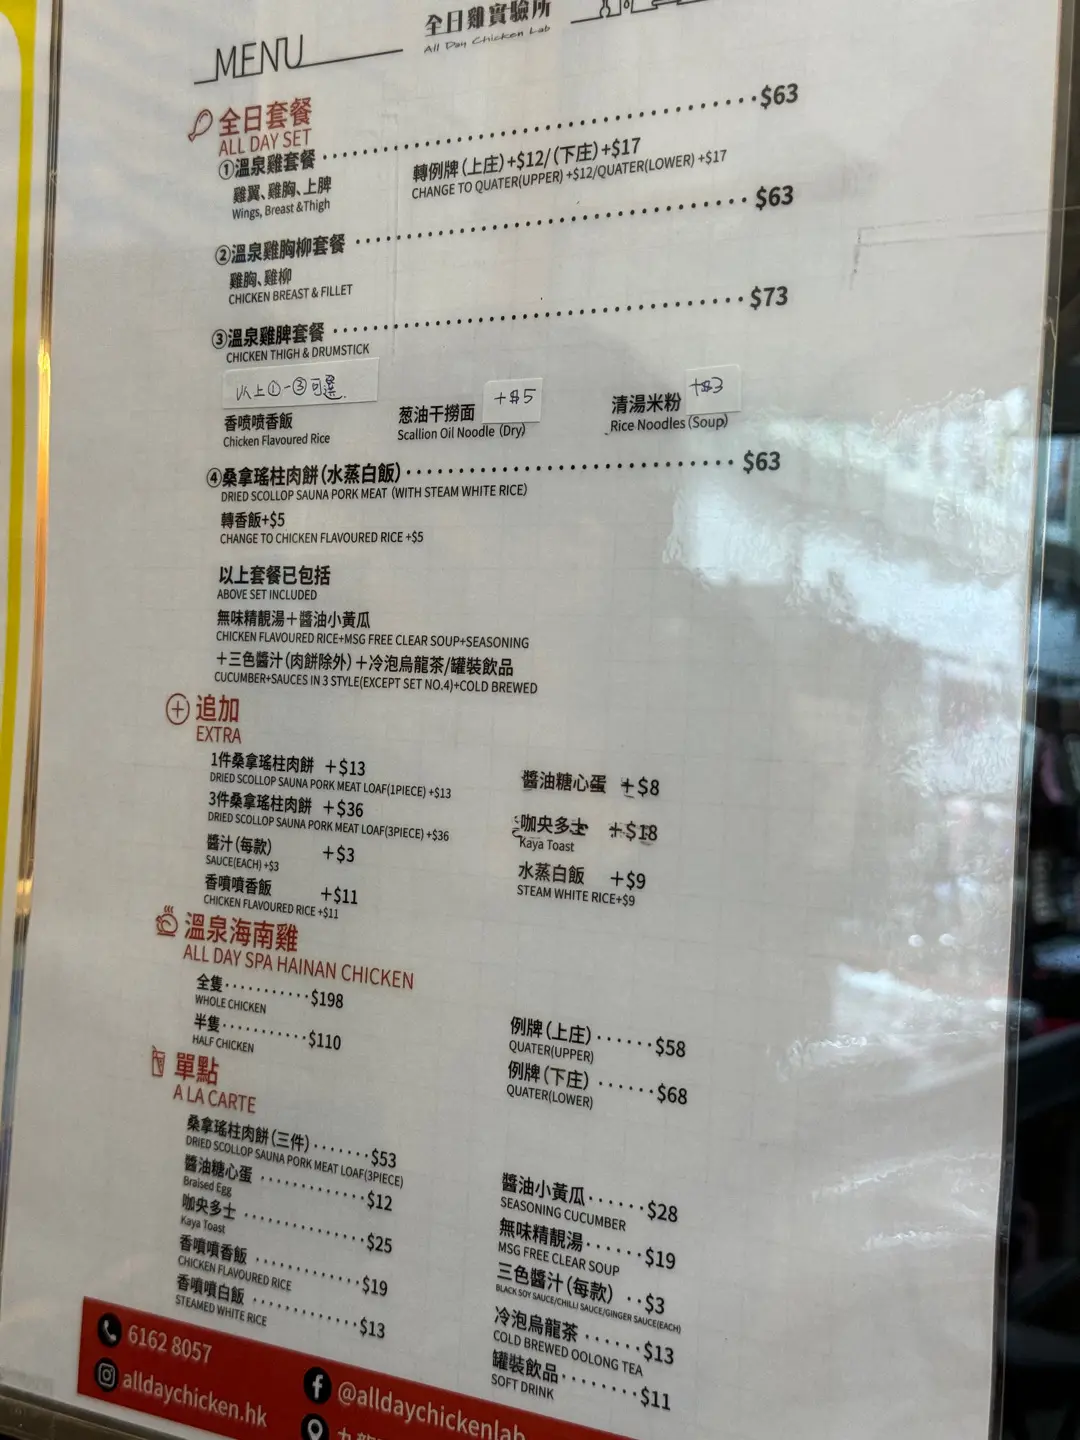 全日雞實驗所
All Day Chicken Lab
MENU
全日套餐
ALL DAY SET
①溫泉雞套餐 $63
雞翼、雞胸、上脾
Wings, Breast &Thigh
轉例牌(上庄)+$12/(下庄)+$17
CHANGE TO QUATER(UPPER) +$12/QUATER(LOWER) +$17
②溫泉雞胸柳套餐 $63
雞胸、雞柳
CHICKEN BREAST & FILLET
③溫泉雞脾套餐 $73
CHICKEN THIGH & DRUMSTICK
以上①-③可選.
香噴噴香飯
Chicken Flavoured Rice
葱油干撈面 +$5
Scallion Oil Noodle (Dry)
清湯米粉 +$3
Rice Noodles (Soup)
④桑拿瑤柱肉餅(水蒸白飯) $63
DRIED SCOLLOP SAUNA PORK MEAT (WITH STEAM WHITE RICE)
轉香飯+$5
CHANGE TO CHICKEN FLAVOURED RICE +$5
以上套餐已包括
ABOVE SET INCLUDED
無味精靚湯+醬油小黃瓜
CHICKEN FLAVOURED RICE+MSG FREE CLEAR SOUP+SEASONING
+三色醬汁(肉餅除外)+冷泡烏龍茶/罐裝飲品
CUCUMBER+SAUCES IN 3 STYLE(EXCEPT SET NO.4)+COLD BREWED
追加
EXTRA
1件桑拿瑤柱肉餅 +$13
DRIED SCOLLOP SAUNA PORK MEAT LOAF(1PIECE) +$13
3件桑拿瑤柱肉餅 +$36
DRIED SCOLLOP SAUNA PORK MEAT LOAF(3PIECE) +$36
醬汁(每款) +$3
SAUCE(EACH) +$3
香噴噴香飯 +$11
CHICKEN FLAVOURED RICE +$11
醬油糖心蛋 +$8
咖央多士 +$18
Kaya Toast
水蒸白飯 +$9
STEAM WHITE RICE+$9
溫泉海南雞
ALL DAY SPA HAINAN CHICKEN
全隻 $198
WHOLE CHICKEN
半隻 $110
HALF CHICKEN
例牌(上庄) $58
QUATER(UPPER)
例牌(下庄) $68
QUATER(LOWER)
單點
A LA CARTE
桑拿瑤柱肉餅(三件) $53
DRIED SCOLLOP SAUNA PORK MEAT LOAF(3PIECE)
醬油糖心蛋 $12
Braised Egg
咖央多士 $25
Kaya Toast
香噴噴香飯 $19
CHICKEN FLAVOURED RICE
香噴噴白飯 $13
STEAMED WHITE RICE
醬油小黃瓜 $28
SEASONING CUCUMBER
無味精靚湯 $19
MSG FREE CLEAR SOUP
三色醬汁(每款) $3
BLACK SOY SAUCE/CHILLI SAUCE/GINGER SAUCE(EACH)
冷泡烏龍茶 $13
COLD BREWED OOLONG TEA
罐裝飲品 $11
SOFT DRINK
6162 8057
alldaychicken.hk
@alldaychickenlab
九龍